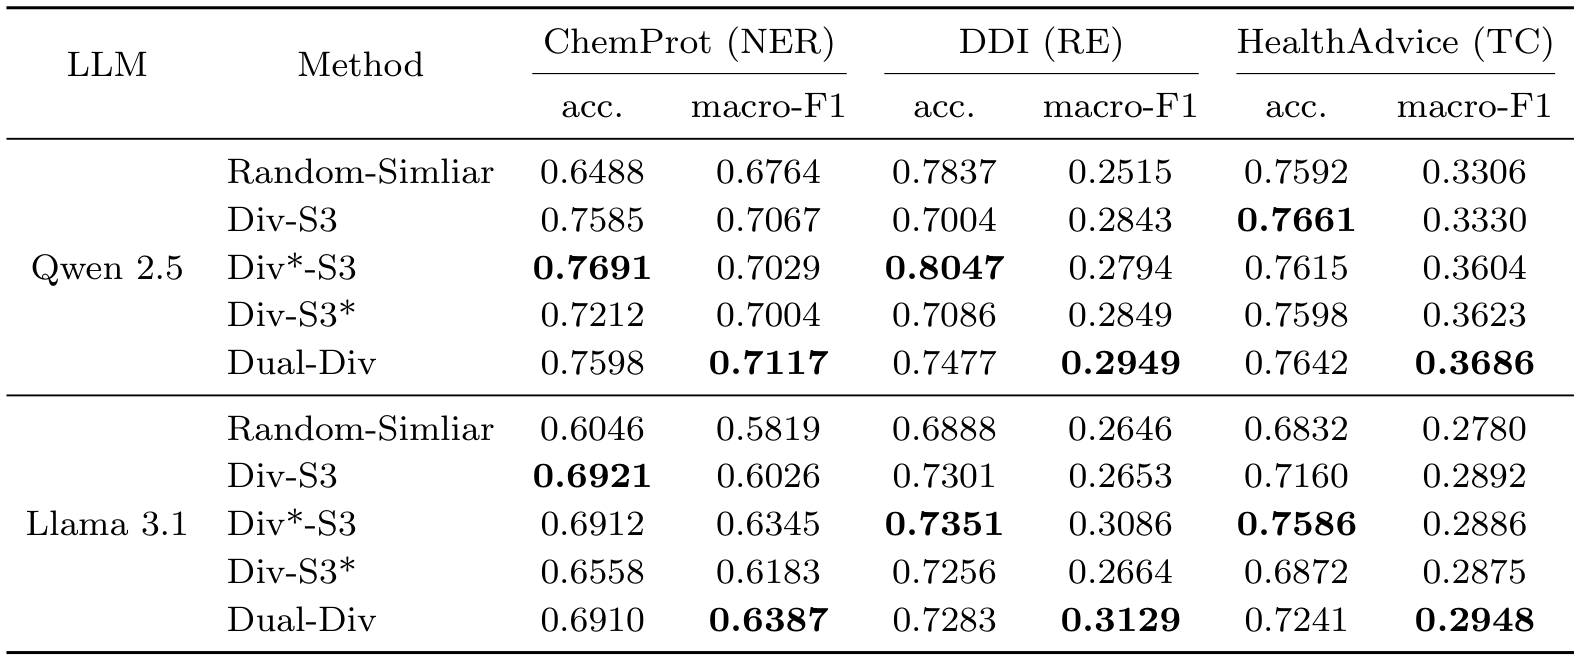 LLM Method ChemProt (NER) DDI (RE) HealthAdvice (TC)
acc. macro-F1 acc. macro-F1 acc. macro-F1
Random-Simliar 0.6488 0.6764 0.7837 0.2515 0.7592 0.3306
Div-S3 0.7585 0.7067 0.7004 0.2843 0.7661 0.3330
Qwen 2.5 Div*-S3 0.7691 0.7029 0.8047 0.2794 0.7615 0.3604
Div-S3* 0.7212 0.7004 0.7086 0.2849 0.7598 0.3623
Dual-Div 0.7598 0.7117 0.7477 0.2949 0.7642 0.3686
Random-Simliar 0.6046 0.5819 0.6888 0.2646 0.6832 0.2780
Div-S3 0.6921 0.6026 0.7301 0.2653 0.7160 0.2892
Llama 3.1 Div*-S3 0.6912 0.6345 0.7351 0.3086 0.7586 0.2886
Div-S3* 0.6558 0.6183 0.7256 0.2664 0.6872 0.2875
Dual-Div 0.6910 0.6387 0.7283 0.3129 0.7241 0.2948